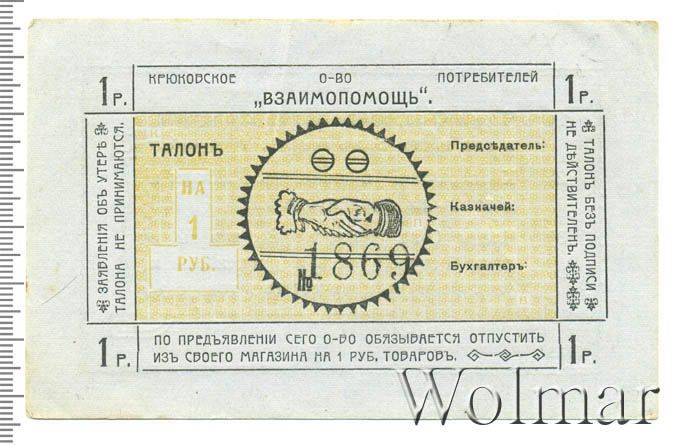 1 Р. КРЮКОВСКОЕ О-ВО ПОТРЕБИТЕЛЕЙ 1 Р.
„ВЗАИМОПОМОЩЬ“.
ЗАЯВЛЕНІЯ ОБЪ УТЕРѢ
ТАЛОНА НЕ ПРИНИМАЮТСЯ.
ТАЛОНЪ
НА
1
РУБ.
№ 1869
Предсѣдатель:
Казначей:
Бухгалтеръ:
ТАЛОНЪ БЕЗЪ ПОДПИСИ
НЕ ДѢЙСТВИТЕЛЕНЪ.
1 Р. ПО ПРЕДЪЯВЛЕНІИ СЕГО О-ВО ОБЯЗЫВАЕТСЯ ОТПУСТИТЬ 1 Р.
ИЗЪ СВОЕГО МАГАЗИНА НА 1 РУБ. ТОВАРОВЪ.
Wolmar